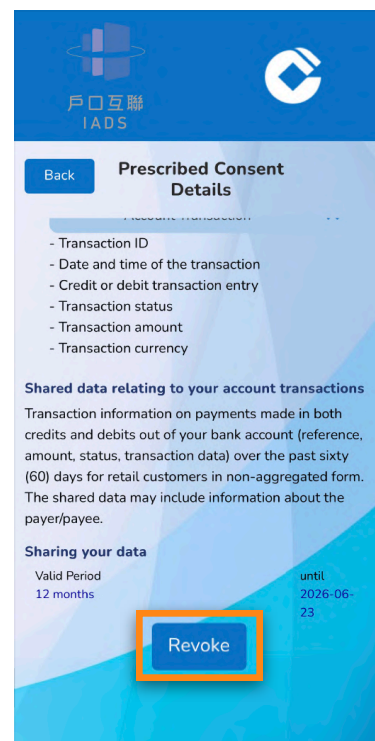 戶口互聯
IADS
Back
Prescribed Consent
Details
Account Transaction
- Transaction ID
- Date and time of the transaction
- Credit or debit transaction entry
- Transaction status
- Transaction amount
- Transaction currency
Shared data relating to your account transactions
Transaction information on payments made in both
credits and debits out of your bank account (reference,
amount, status, transaction data) over the past sixty
(60) days for retail customers in non-aggregated form.
The shared data may include information about the
payer/payee.
Sharing your data
Valid Period
12 months
until
2026-06-
23
Revoke